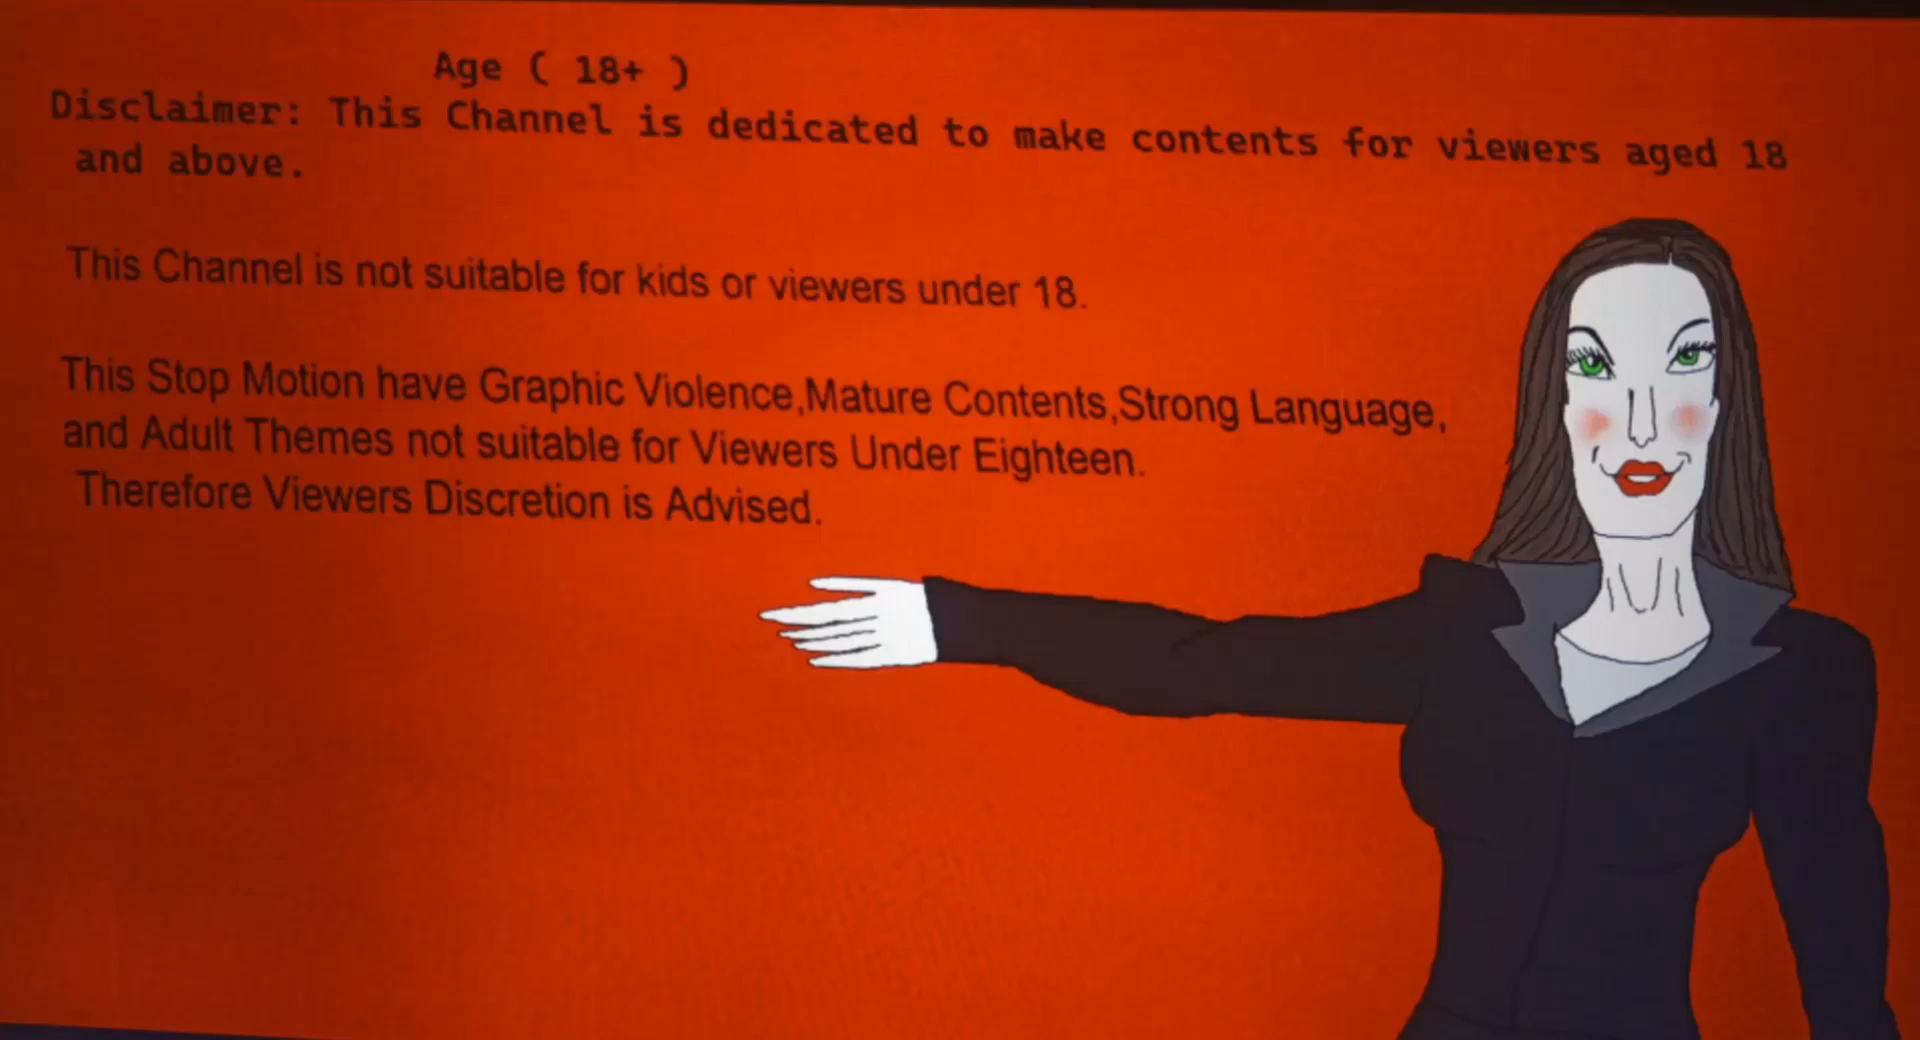 Age ( 18+ )
Disclaimer: This Channel is dedicated to make contents for viewers aged 18
and above.
This Channel is not suitable for kids or viewers under 18.
This Stop Motion have Graphic Violence,Mature Contents,Strong Language,
and Adult Themes not suitable for Viewers Under Eighteen.
Therefore Viewers Discretion is Advised.